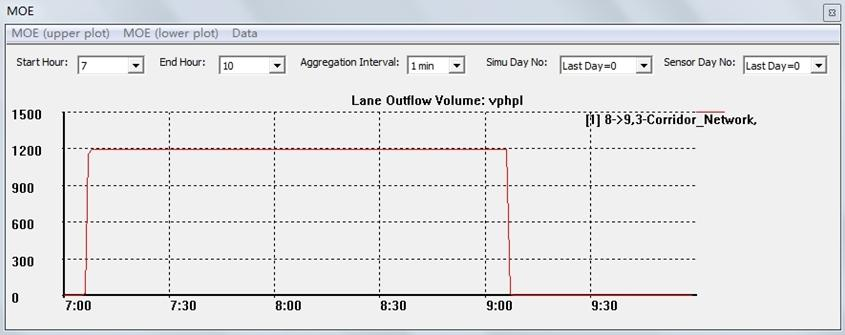 MOE
MOE (upper plot) MOE (lower plot) Data
Start Hour: 7 End Hour: 10 Aggregation Interval: 1 min Simu Day No: Last Day=0 Sensor Day No: Last Day=0
Lane Outflow Volume: vphpl
[1] 8->9,3-Corridor_Network,
1500
1200
900
600
300
0
7:00 7:30 8:00 8:30 9:00 9:30